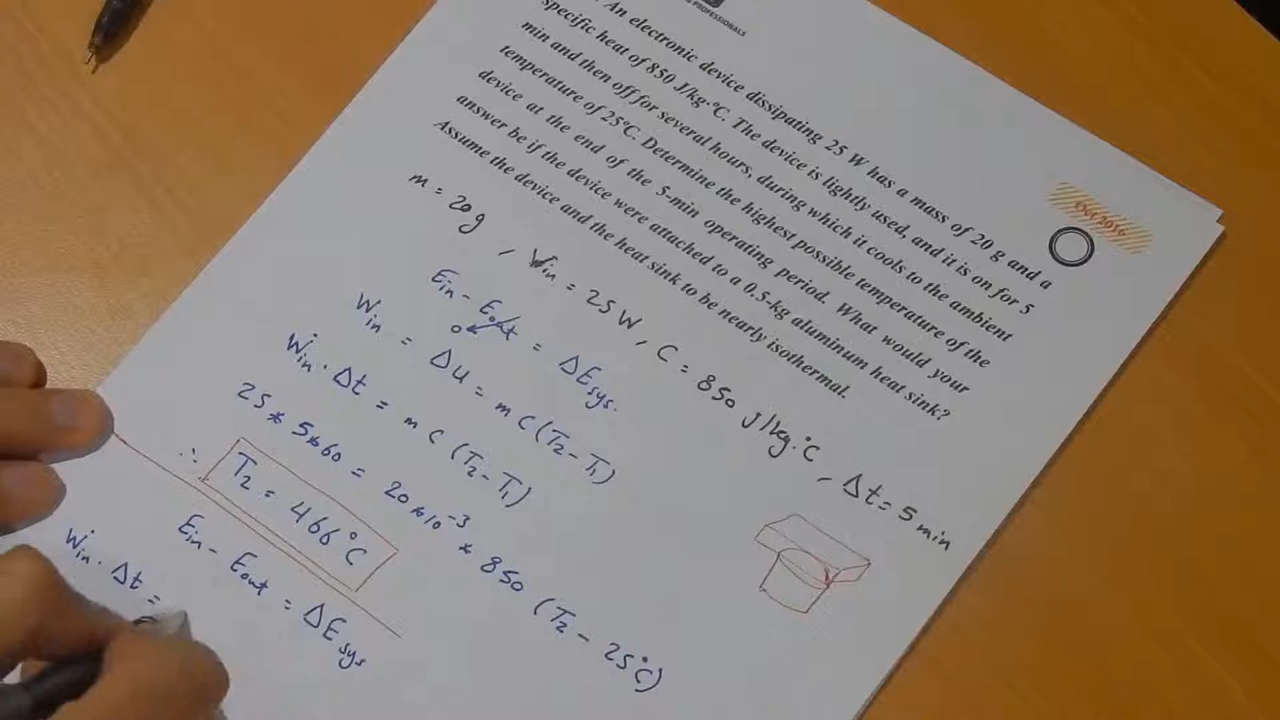 & PROFESSIONALS
An electronic device dissipating 25 W has a mass of 20 g and a
specific heat of 850 J/kg·°C. The device is lightly used, and it is on for 5
min and then off for several hours, during which it cools to the ambient
temperature of 25°C. Determine the highest possible temperature of the
device at the end of the 5-min operating period. What would your
answer be if the device were attached to a 0.5-kg aluminum heat sink?
Assume the device and the heat sink to be nearly isothermal.
Oct 2016
m = 20g , Ẇin = 25 W , C = 850 J/kg.°C , Δt = 5 min
Ein - Eout = ΔEsys.
0
Win = Δu = m C (T2 - T1)
Ẇin . Δt = m C (T2 - T1)
25 * 5*60 = 20*10^-3 * 850 (T2 - 25°C)
∴ T2 = 466°C
Ein - Eout = ΔEsys
Ẇin . Δt =